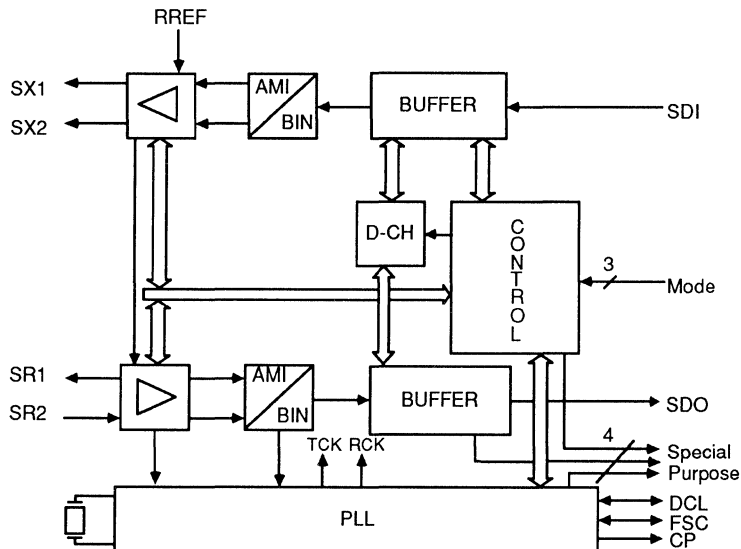 RREF
SX1
SX2
AMI
BIN
BUFFER
SDI
D-CH
CONTROL
3
Mode
SR1
SR2
AMI
BIN
BUFFER
SDO
TCK
RCK
4
Special
Purpose
PLL
DCL
FSC
CP